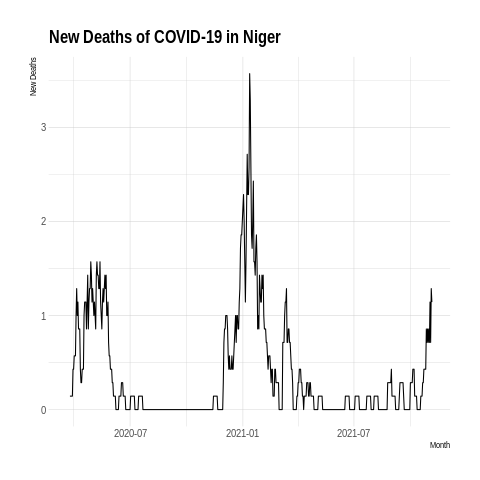 New Deaths of COVID-19 in Niger
New Deaths
3
2
1
0
2020-07
2021-01
2021-07
Month